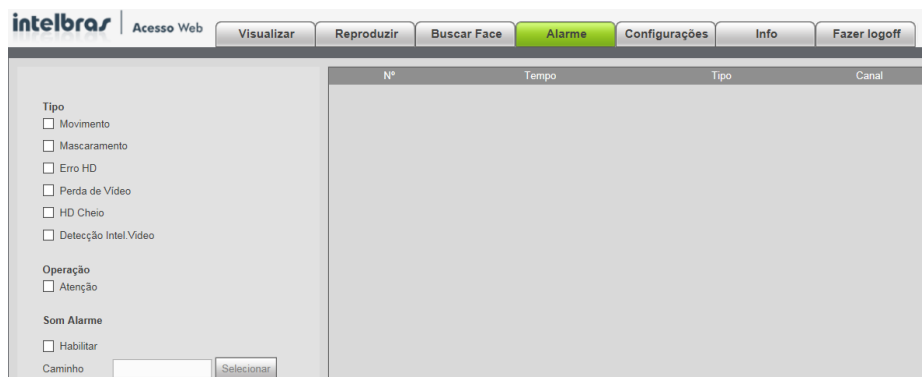 intelbras Acesso Web Visualizar Reproduzir Buscar Face Alarme Configurações Info Fazer logoff
Nº Tempo Tipo Canal
Tipo
Movimento
Mascaramento
Erro HD
Perda de Vídeo
HD Cheio
Detecção Intel.Video
Operação
Atenção
Som Alarme
Habilitar
Caminho Selecionar